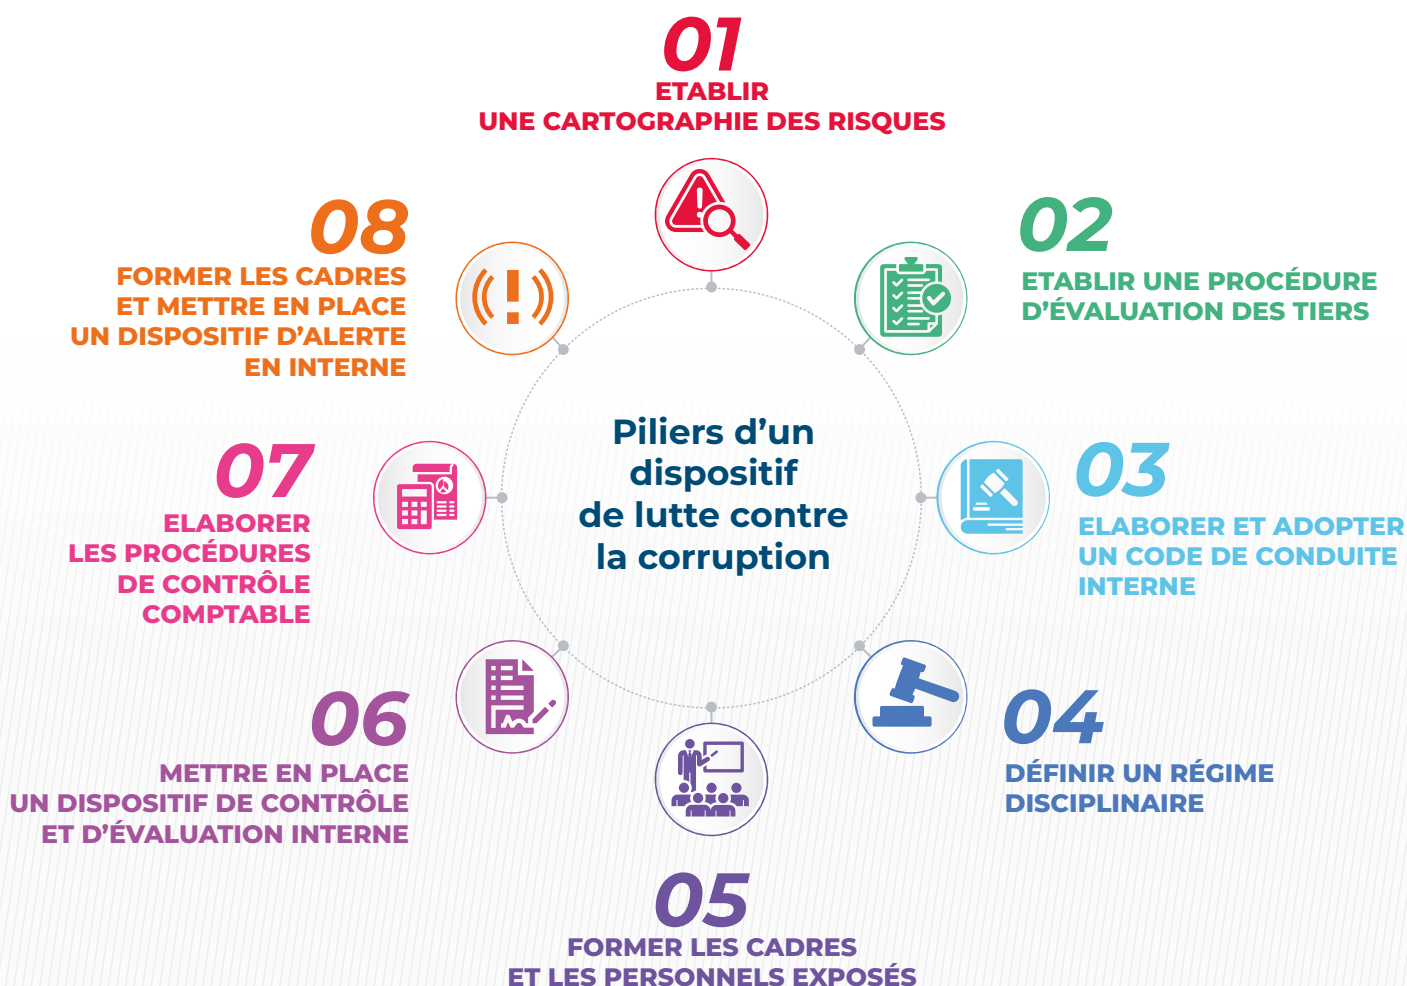 01
ETABLIR
UNE CARTOGRAPHIE DES RISQUES
02
ETABLIR UNE PROCÉDURE
D’ÉVALUATION DES TIERS
03
ELABORER ET ADOPTER
UN CODE DE CONDUITE
INTERNE
04
DÉFINIR UN RÉGIME
DISCIPLINAIRE
05
FORMER LES CADRES
ET LES PERSONNELS EXPOSÉS
06
METTRE EN PLACE
UN DISPOSITIF DE CONTRÔLE
ET D’ÉVALUATION INTERNE
07
ELABORER
LES PROCÉDURES
DE CONTRÔLE
COMPTABLE
08
FORMER LES CADRES
ET METTRE EN PLACE
UN DISPOSITIF D’ALERTE
EN INTERNE
Piliers d’un
dispositif
de lutte contre
la corruption